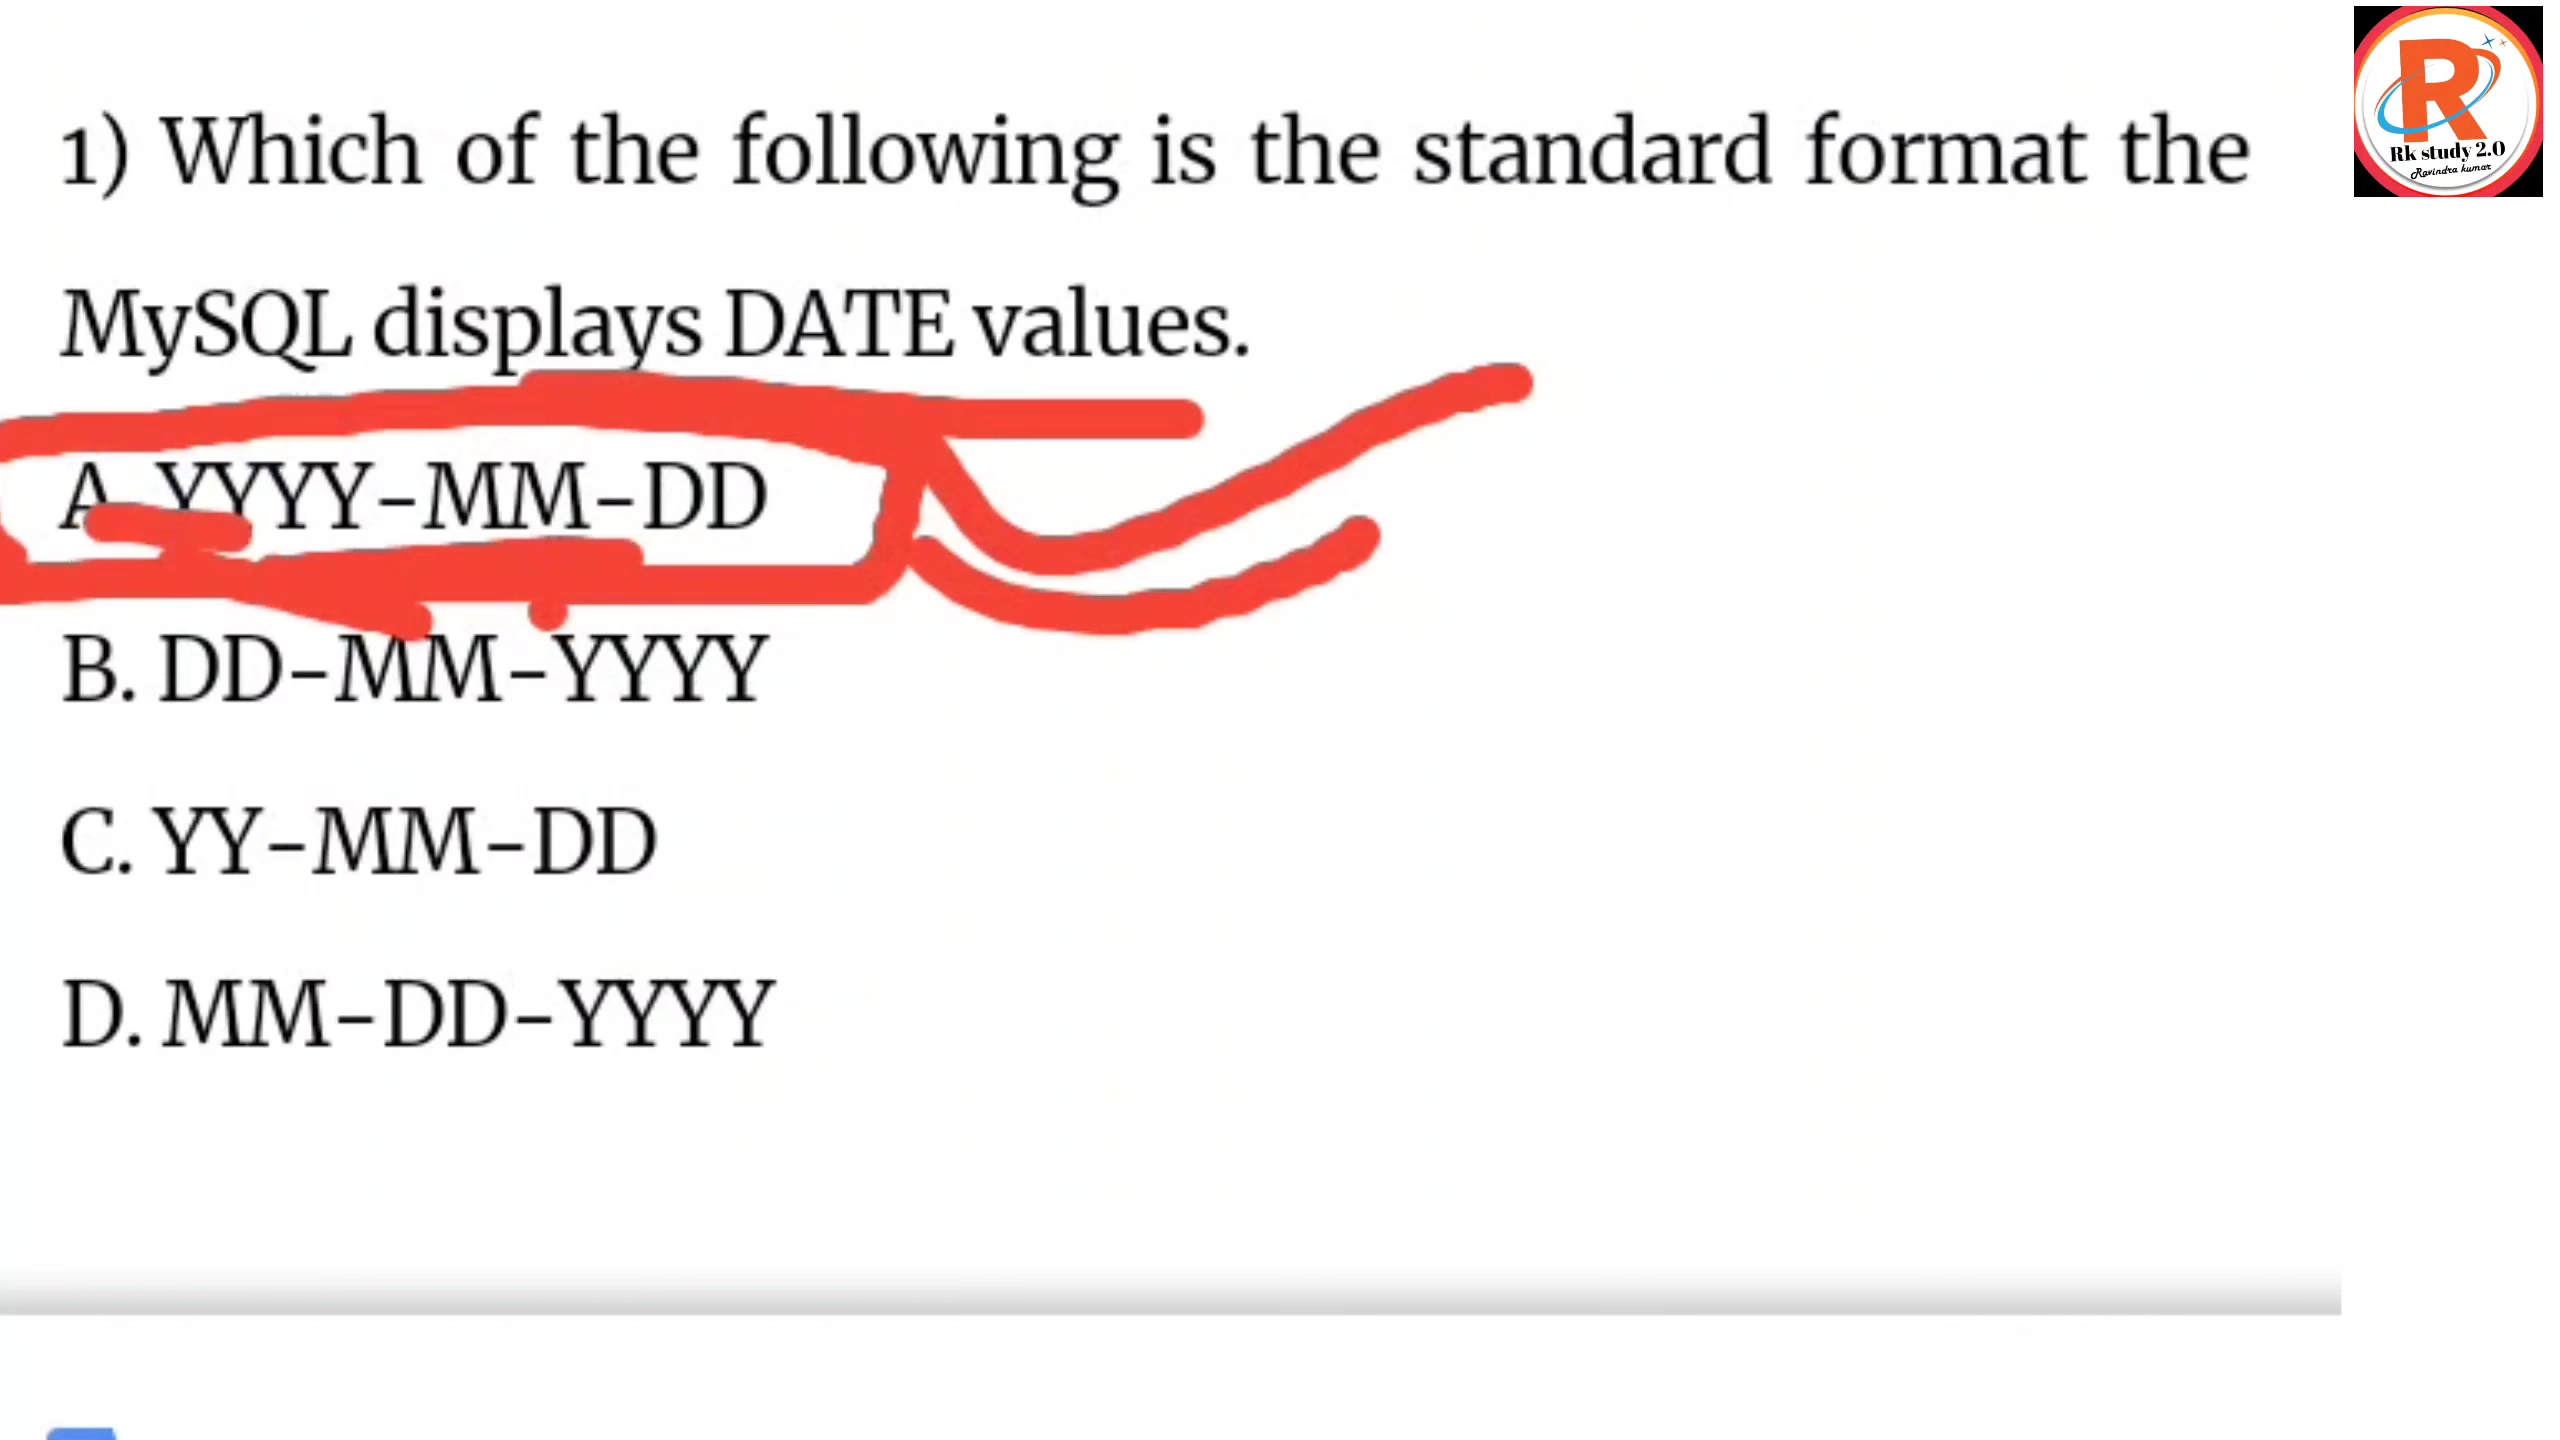 1) Which of the following is the standard format the
MySQL displays DATE values.
A. YYYY-MM-DD
B. DD-MM-YYYY
C. YY-MM-DD
D. MM-DD-YYYY
R
Rk study 2.0
Ravindra kumar